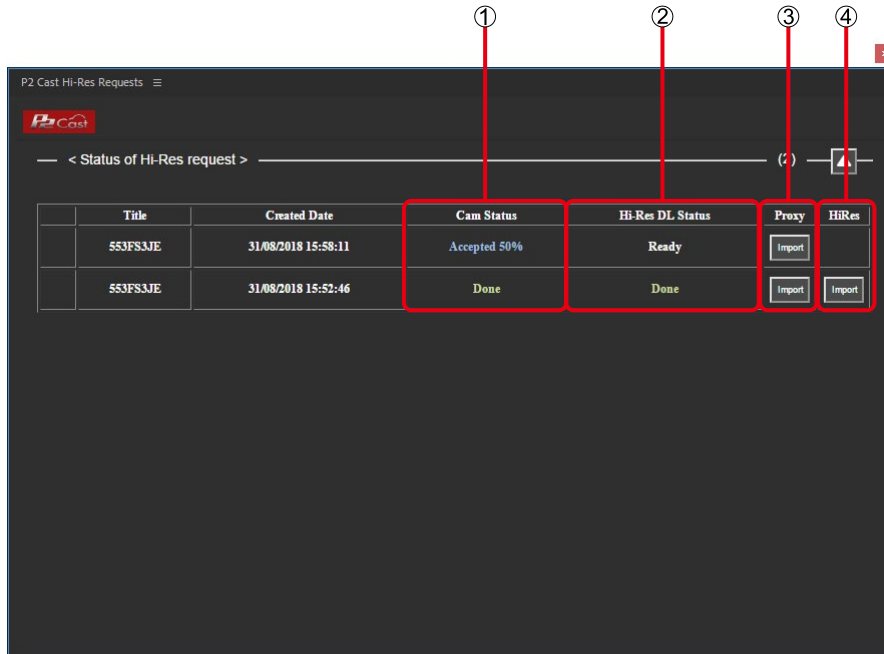 ① ② ③ ④
P2 Cast Hi-Res Requests ☰
P2 Cast
< Status of Hi-Res request > (2)
Title Created Date Cam Status Hi-Res DL Status Proxy HiRes
553FS3JE 31/08/2018 15:58:11 Accepted 50% Ready Import
553FS3JE 31/08/2018 15:52:46 Done Done Import Import